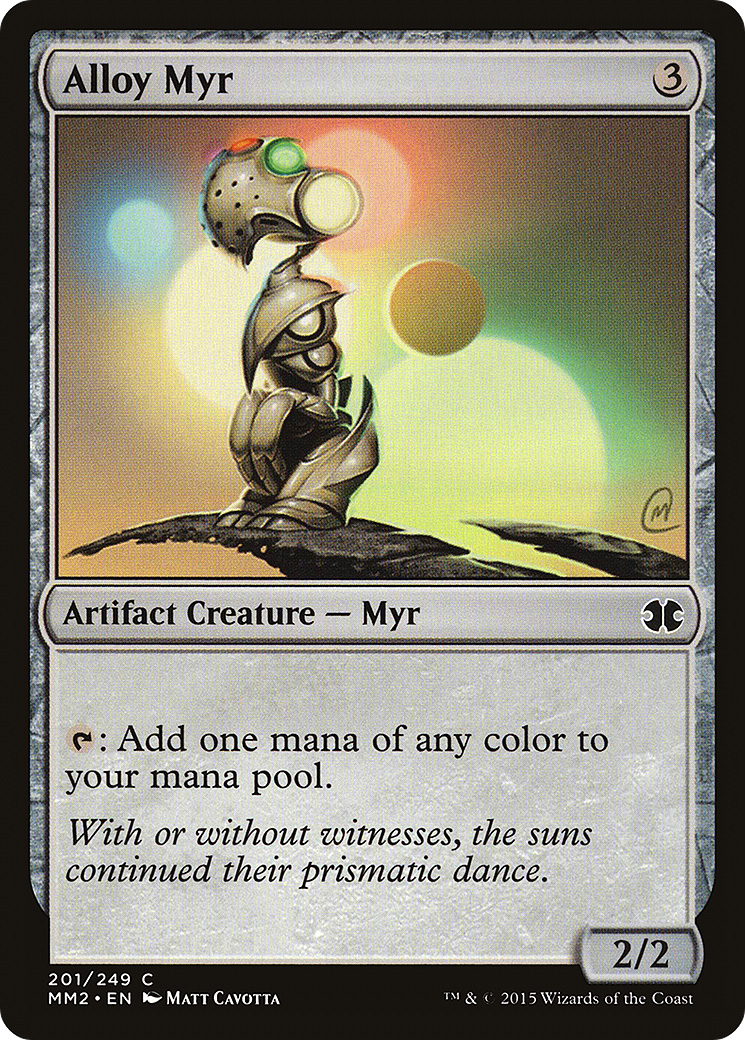 Alloy Myr
3
Artifact Creature — Myr
: Add one mana of any color to
your mana pool.
With or without witnesses, the suns
continued their prismatic dance.
2/2
201/249 C
MM2 • EN Matt Cavotta
™ & © 2015 Wizards of the Coast